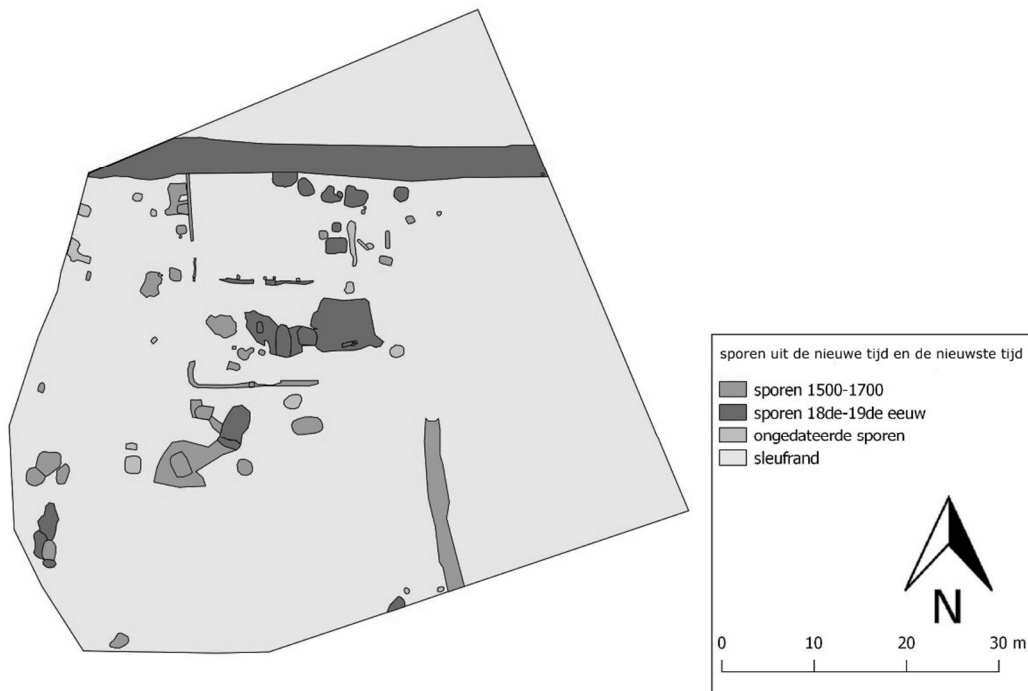 sporen uit de nieuwe tijd en de nieuwste tijd
sporen 1500-1700
sporen 18de-19de eeuw
ongedateerde sporen
sleufrand
N
0 10 20 30 m